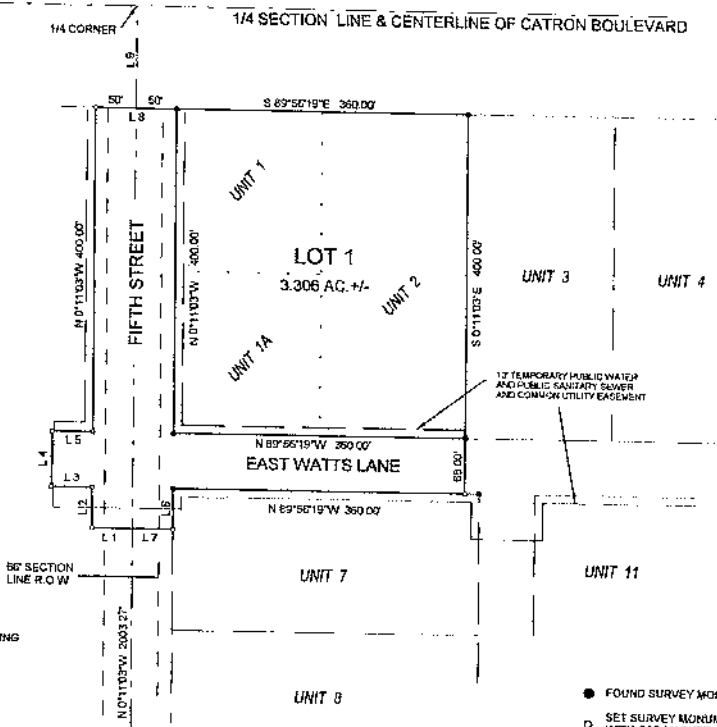 1/4 SECTION LINE & CENTERLINE OF CATRON BOULEVARD
1/4 CORNER
L9
50' 50'
L8
S 89°56'19"E 360.00'
UNIT 1
N 0°11'03"W 400.00'
FIFTH STREET
N 0°11'03"W 400.00'
LOT 1
3.306 AC.+/-
UNIT 2
S 0°11'03"E 400.00'
UNIT 3
UNIT 4
UNIT 1A
TEMPORARY PUBLIC WATER
AND PUBLIC SANITARY SEWER
AND COMMON UTILITY EASEMENT
L5
L4
N 89°56'19"W 360.00'
EAST WATTS LANE
68.00'
L3
L2
L6
N 89°56'19"W 360.00'
L1 L7
66' SECTION
LINE R.O.W
UNIT 7
UNIT 11
N 0°11'03"W 2003.27'
ING
UNIT 8
FOUND SURVEY MO
SET SURVEY MONUM